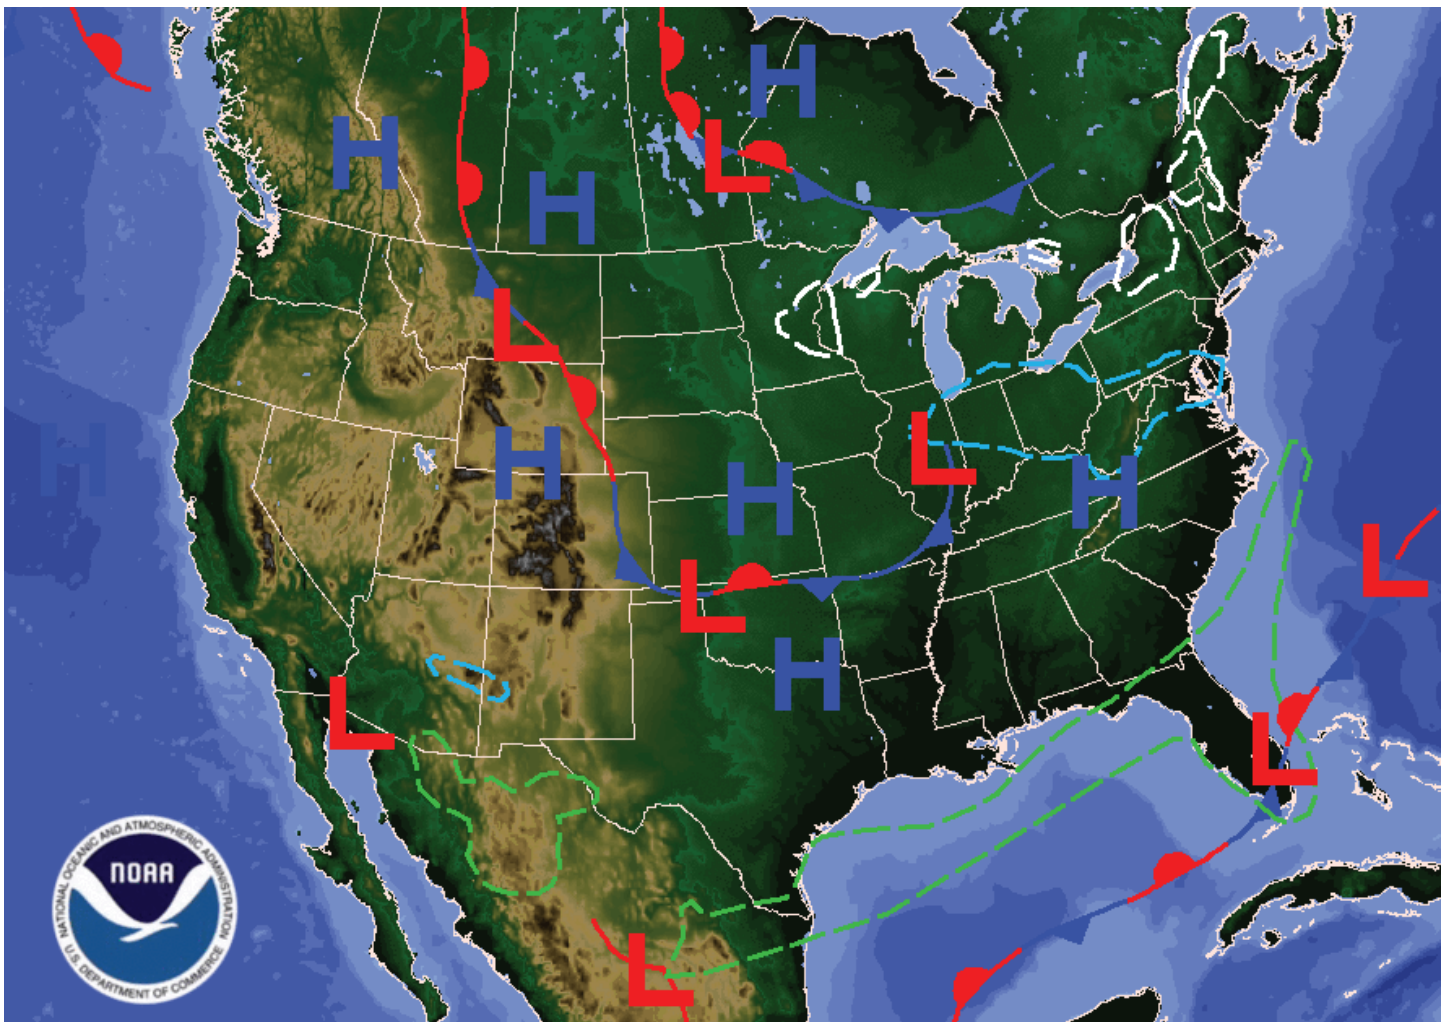 H
H
H
L
L
H
H
L
H
H
H
L
L
L
H
L
L
NATIONAL OCEANIC AND ATMOSPHERIC ADMINISTRATION
NOAA
U.S. DEPARTMENT OF COMMERCE
L